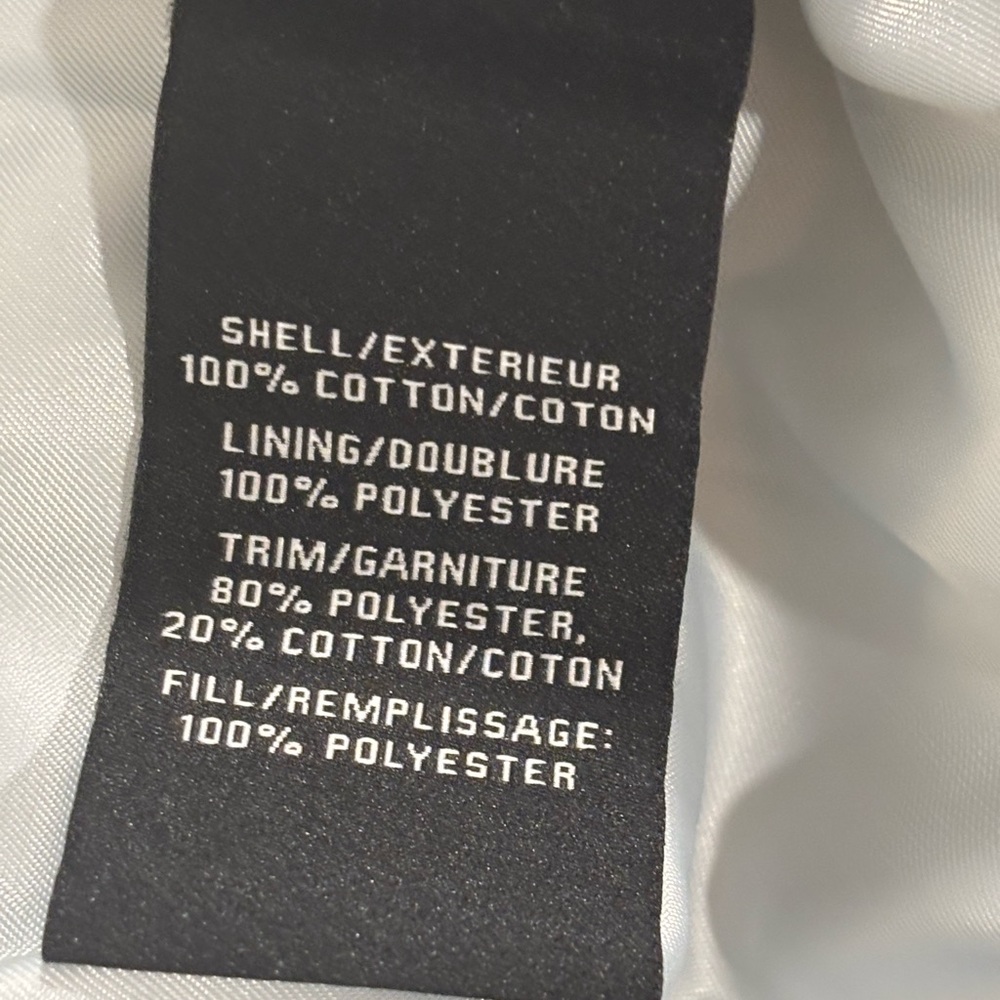 SHELL/EXTERIEUR
100% COTTON/COTON
LINING/DOUBLURE
100% POLYESTER
TRIM/GARNITURE
80% POLYESTER,
20% COTTON/COTON
FILL/REMPLISSAGE:
100% POLYESTER